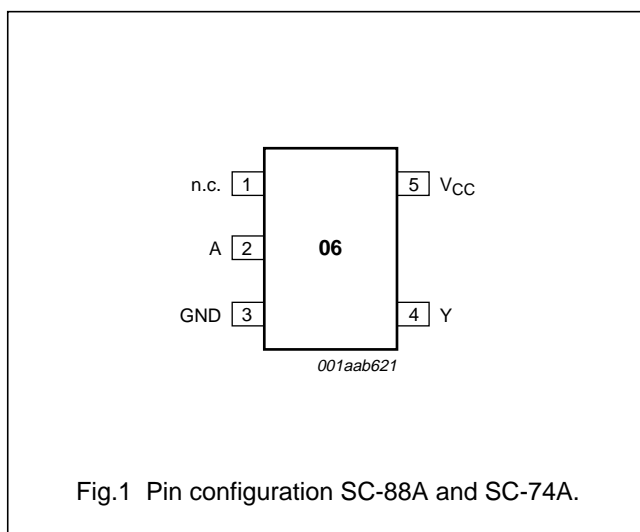 n.c. 1
5 VCC
A 2
06
GND 3
4 Y
001aab621
Fig.1 Pin configuration SC-88A and SC-74A.